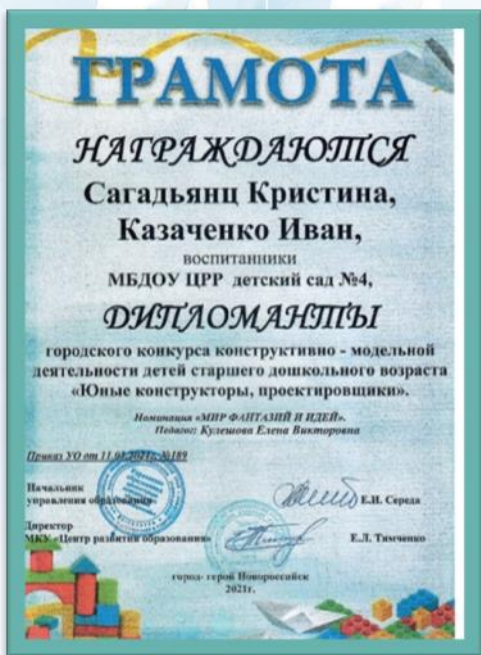 ГРАМОТА
НАГРАЖДАЮТСЯ
Сагадьянц Кристина,
Казаченко Иван,
воспитанники
МБДОУ ЦРР детский сад №4,
ДИПЛОМАНТЫ
городского конкурса конструктивно - модельной
деятельности детей старшего дошкольного возраста
«Юные конструкторы, проектировщики».
Номинация «МИР ФАНТАЗИЙ И ИДЕЙ».
Педагог: Кулешова Елена Викторовна
Приказ УО от №189
Начальник
управления образования
Е.И. Середа
Директор
МКУ «Центр развития образования»
Е.Л. Тимченко
город- герой Новороссийск
2021г.